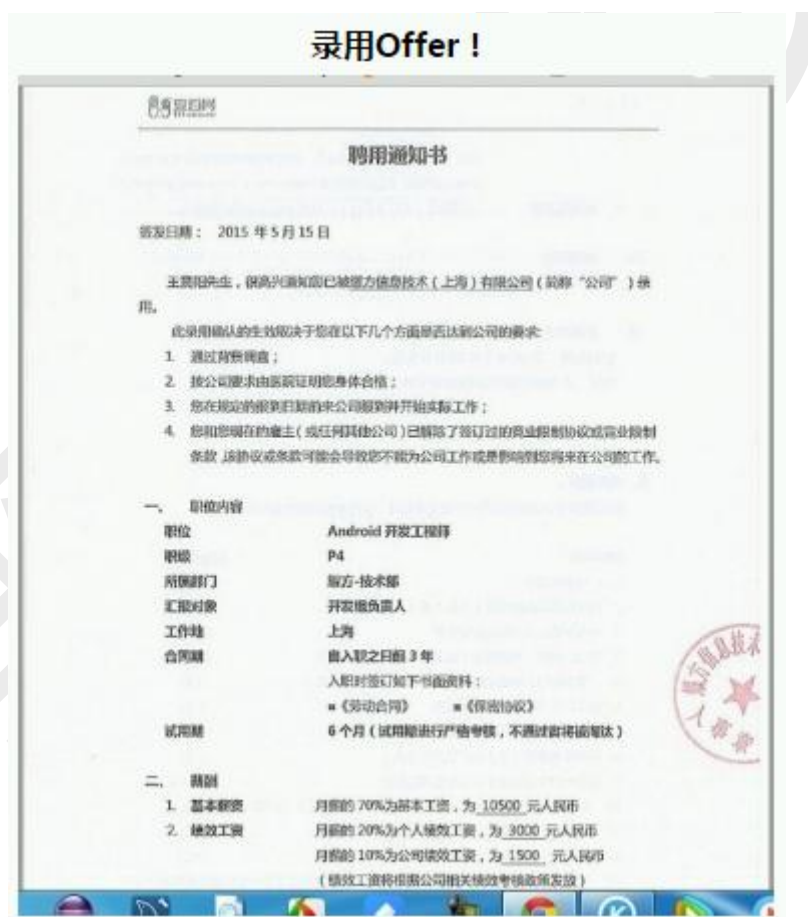 录用Offer！
聘用通知书
签发日期： 2015 年 5 月 15 日
先生，很高兴通知您已被盟方信息技术（上海）有限公司（简称“公司”）录
用。
此录用确认的生效取决于您在以下几个方面是否达到公司的要求:
1. 通过背景调查；
2. 按公司要求由医院证明您身体合格；
3. 您在规定的报到日期前来公司报到并开始实际工作；
4. 您和您现在的雇主（或任何其他公司）已解除了签订过的商业限制协议或竞业限制
条款，该协议或条款可能会导致您不能为公司工作或是影响到您将来在公司的工作。
一、 职位内容
职位 Android 开发工程师
职级 P4
所属部门 技术部
汇报对象 开发组负责人
工作地 上海
合同期 自入职之日起 3 年
入职时签订如下书面资料：
■《劳动合同》 ■《保密协议》
试用期 6 个月（试用期进行严格考核，不通过者将被淘汰）
二、 薪酬
1. 基本薪资 月薪的 70%为基本工资，为 10500 元人民币
2. 绩效工资 月薪的 20%为个人绩效工资，为 3000 元人民币
月薪的 10%为公司绩效工资，为 1500 元人民币
（绩效工资将根据公司相关绩效考核政策发放）